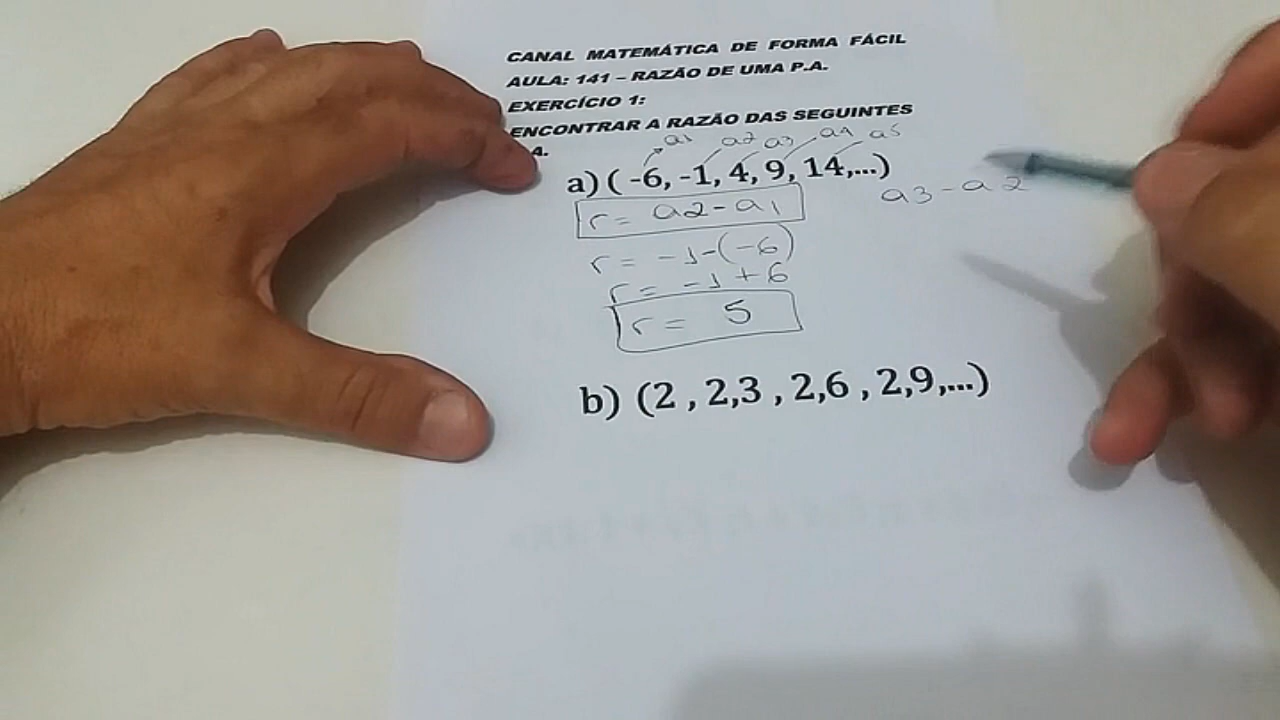 CANAL MATEMÁTICA DE FORMA FÁCIL
AULA: 141 – RAZÃO DE UMA P.A.
EXERCÍCIO 1:
ENCONTRAR A RAZÃO DAS SEGUINTES
A.
a1 a2 a3 a4 a5
a) ( -6, -1, 4, 9, 14,...)
a3 - a2
r = a2 - a1
r = -1-(-6)
r = -1 + 6
r = 5
b) (2 , 2,3 , 2,6 , 2,9,...)